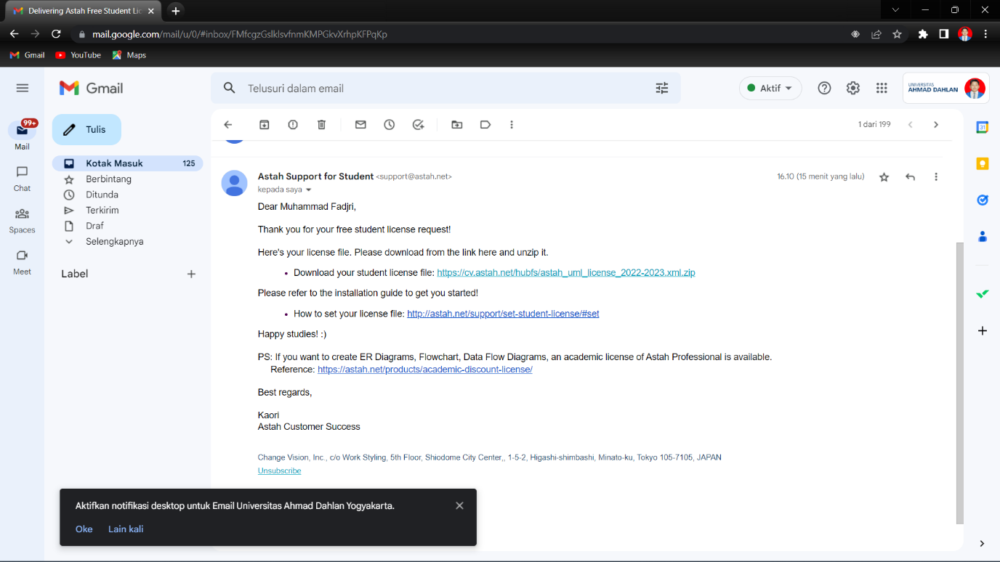 Delivering Astah Free Student Lic
mail.google.com/mail/u/0/#inbox/FMfcgzGslklsvfnmKMPGkvXrhpKFPqKp
Gmail
YouTube
Maps
Gmail
Telusuri dalam email
Aktif
UNIVERSITAS
AHMAD DAHLAN
99+
Mail
Chat
Spaces
Meet
Tulis
Kotak Masuk 125
Berbintang
Ditunda
Terkirim
Draf
Selengkapnya
Label
1 dari 199
Astah Support for Student <support@astah.net>
16.10 (15 menit yang lalu)
kepada saya
Dear Muhammad Fadjri,
Thank you for your free student license request!
Here's your license file. Please download from the link here and unzip it.
• Download your student license file: https://cv.astah.net/hubfs/astah_uml_license_2022-2023.xml.zip
Please refer to the installation guide to get you started!
• How to set your license file: http://astah.net/support/set-student-license/#set
Happy studies! :)
PS: If you want to create ER Diagrams, Flowchart, Data Flow Diagrams, an academic license of Astah Professional is available.
Reference: https://astah.net/products/academic-discount-license/
Best regards,
Kaori
Astah Customer Success
Change Vision, Inc., c/o Work Styling, 5th Floor, Shiodome City Center,, 1-5-2, Higashi-shimbashi, Minato-ku, Tokyo 105-7105, JAPAN
Unsubscribe
Aktifkan notifikasi desktop untuk Email Universitas Ahmad Dahlan Yogyakarta.
Oke
Lain kali
31